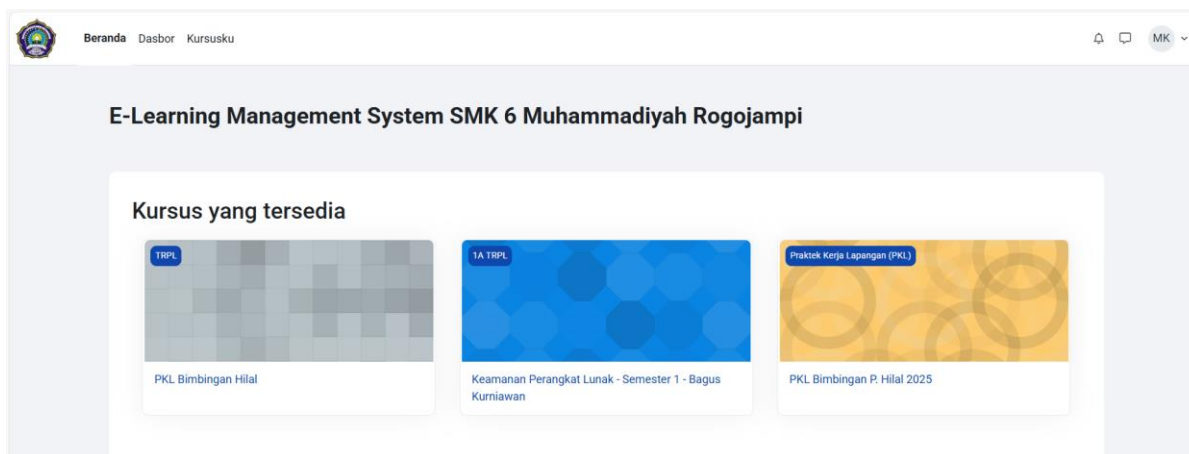 Beranda Dasbor Kursusku
MK
E-Learning Management System SMK 6 Muhammadiyah Rogojampi
Kursus yang tersedia
TRPL
PKL Bimbingan Hilal
1A TRPL
Keamanan Perangkat Lunak - Semester 1 - Bagus
Kurniawan
Praktek Kerja Lapangan (PKL)
PKL Bimbingan P. Hilal 2025